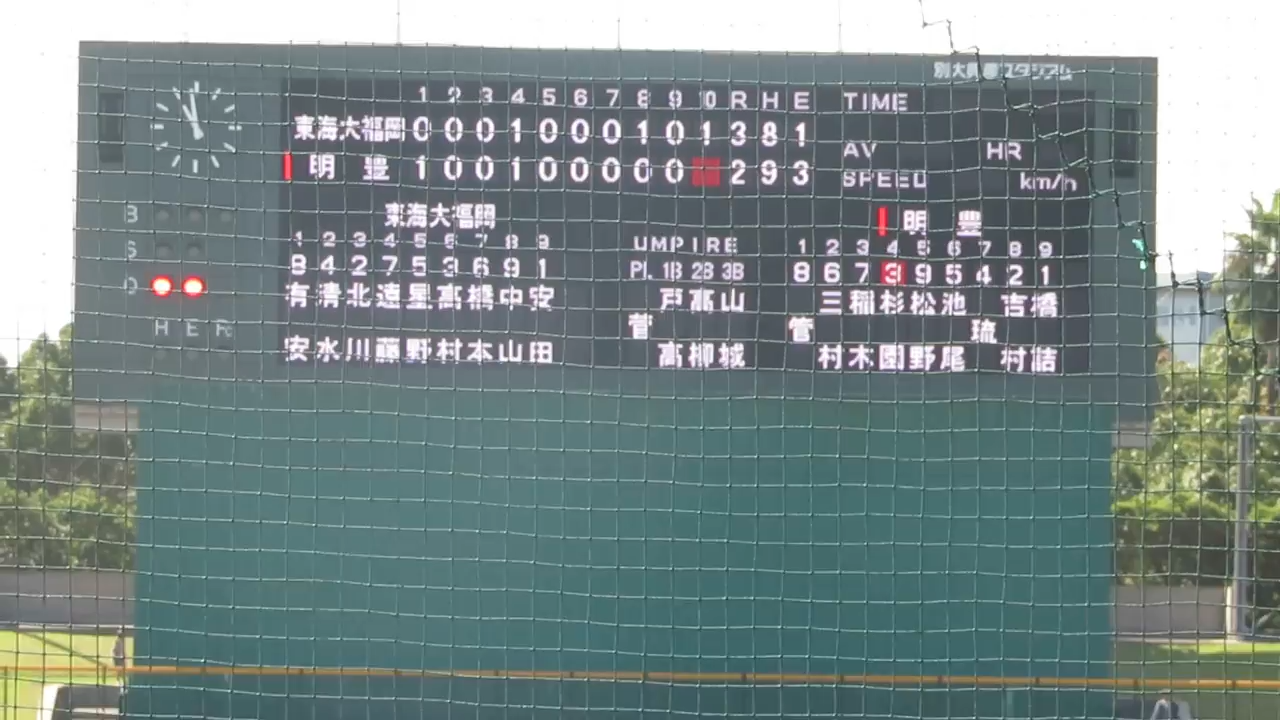 別大興産スタジアム
1 2 3 4 5 6 7 8 9 10 R H E TIME
東海大福岡 0 0 0 1 0 0 0 1 0 1 3 8 1
AV HR
明 豊 1 0 0 1 0 0 0 0 0 2 9 3
SPEED km/h
B
S
O
H E Fc
東海大福岡
1 2 3 4 5 6 7 8 9
8 4 2 7 5 3 6 9 1
有安 清水 北川 遠藤 星野 髙村 橋本 中山 安田
UMPIRE
PL 1B 2B 3B
菅 戸高 髙柳 山城
明 豊
1 2 3 4 5 6 7 8 9
8 6 7 3 9 5 4 2 1
管 三村 稲木 杉園 松野 池尾 琉 吉村 橋詰